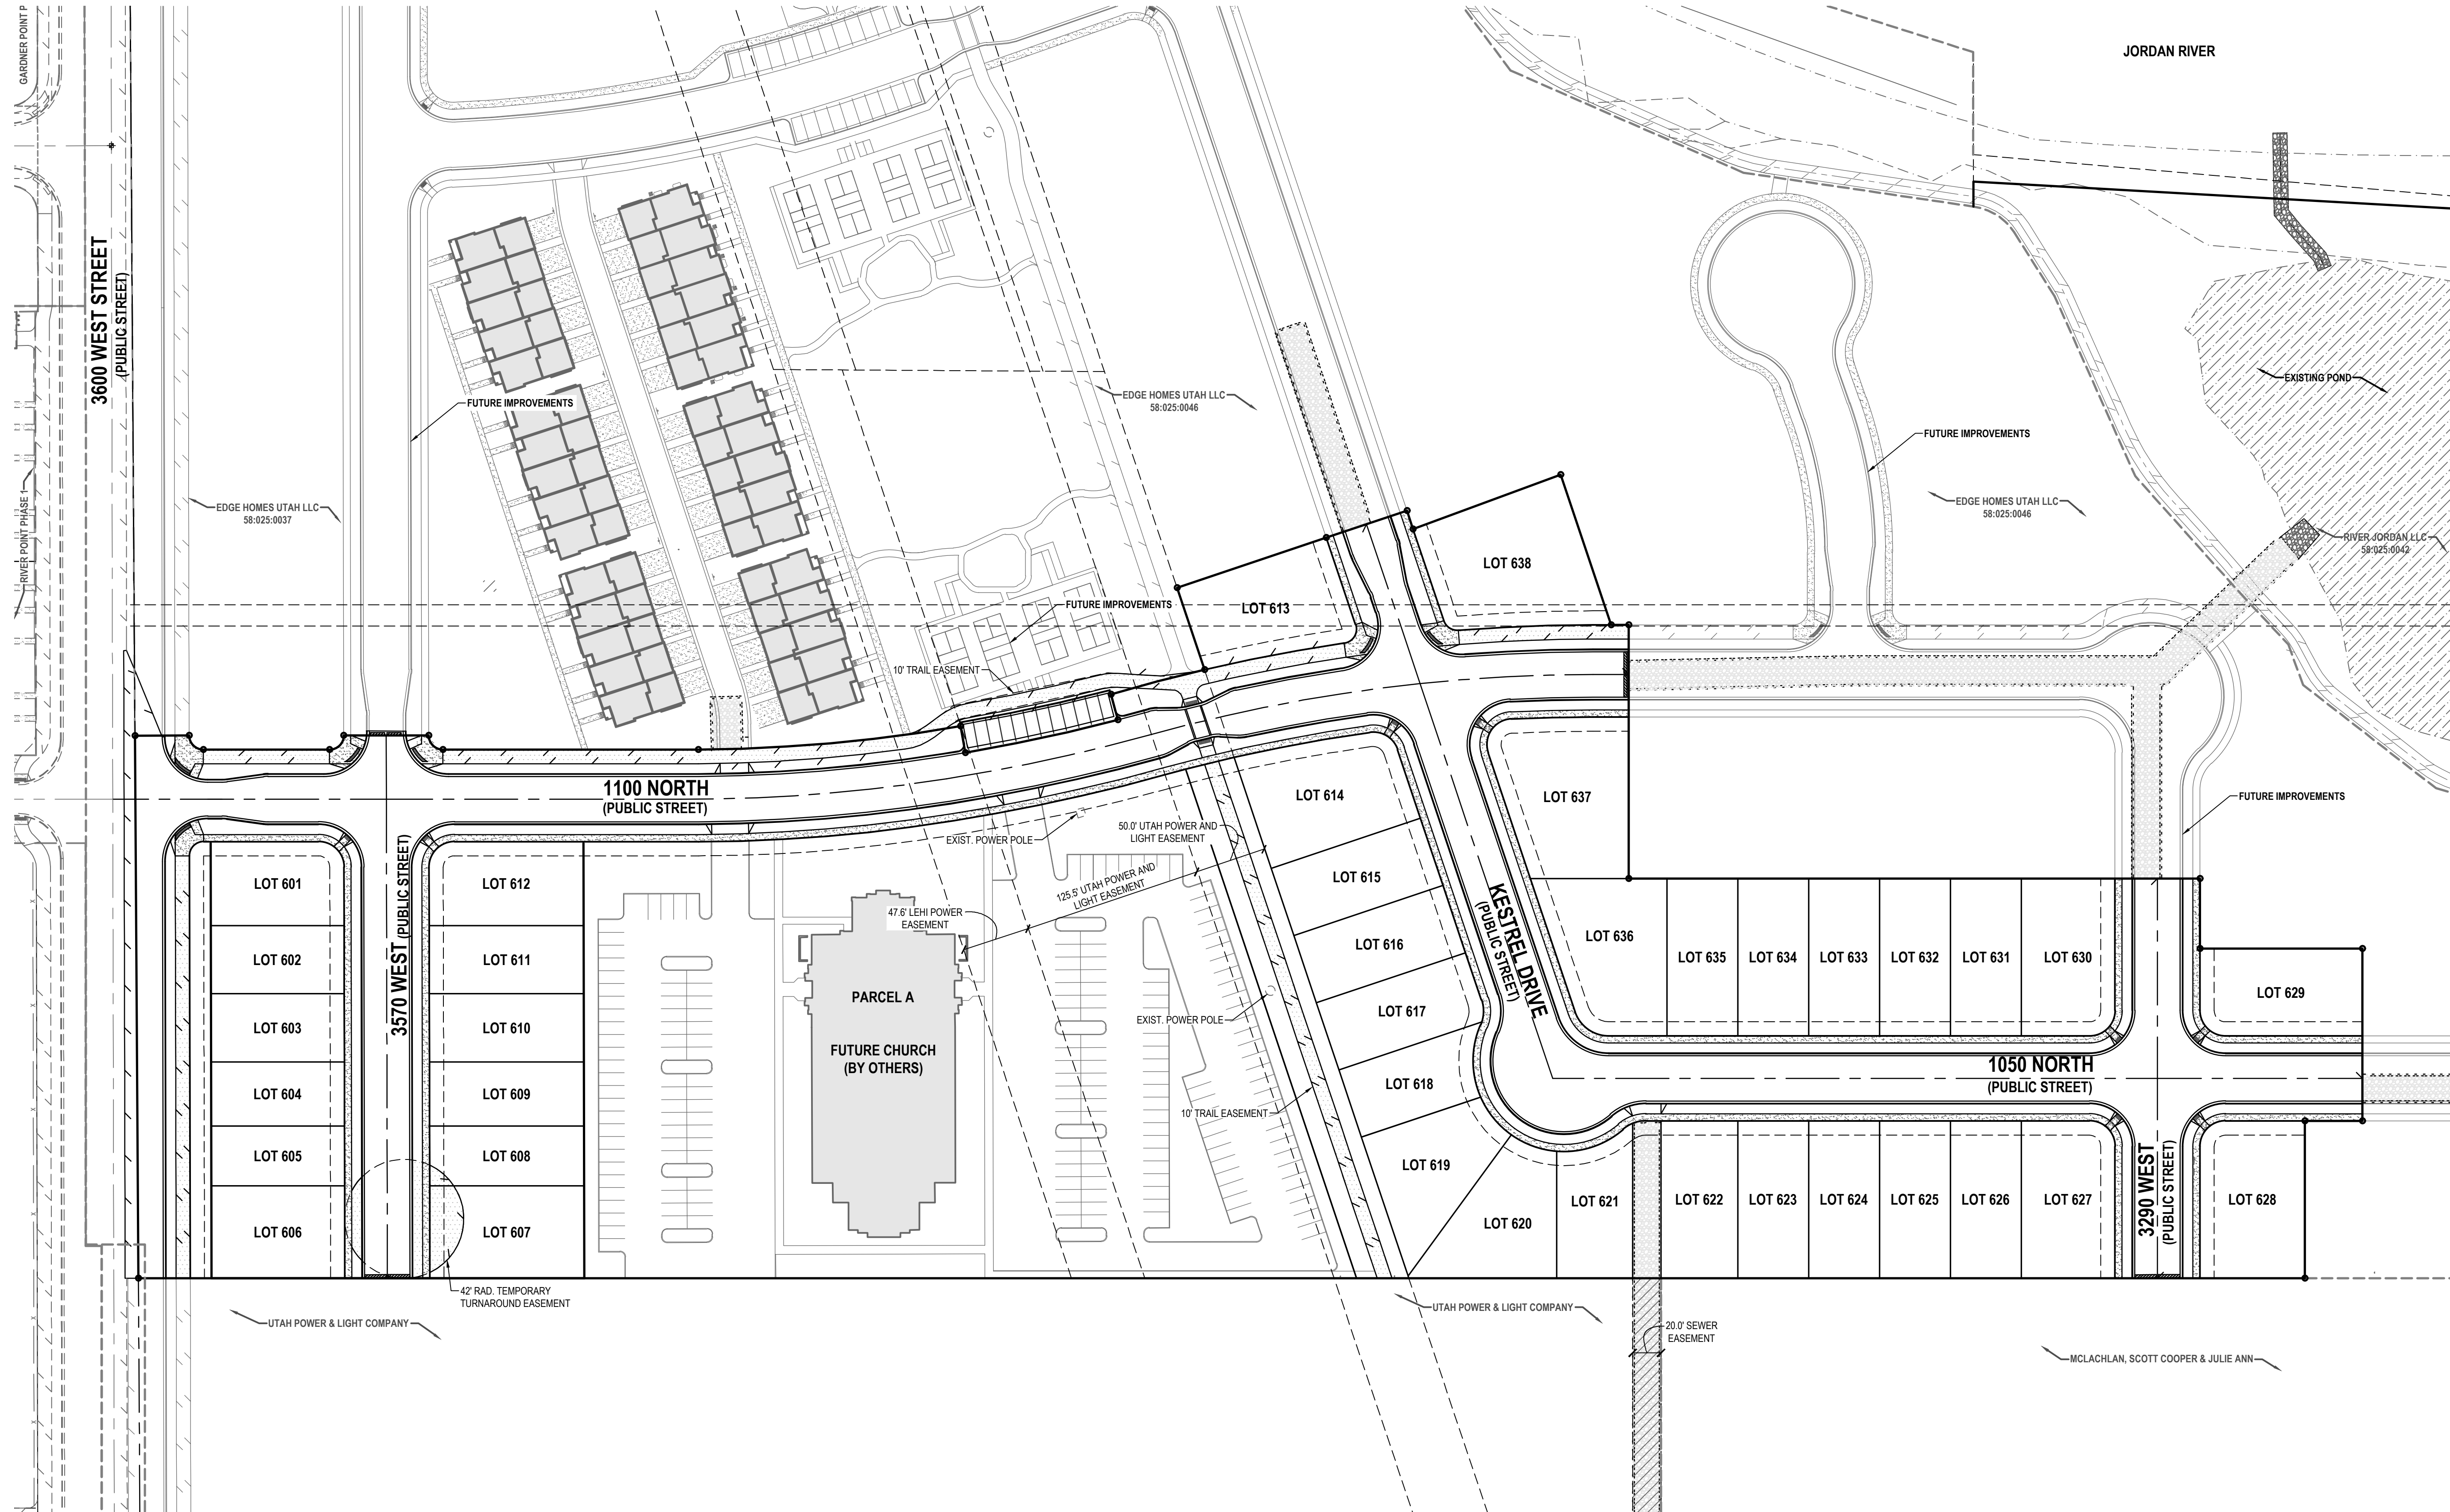 GARDNER POINT P
JORDAN RIVER
3600 WEST STREET
(PUBLIC STREET)
EXISTING POND
EDGE HOMES UTAH LLC
58:025:0046
FUTURE IMPROVEMENTS
FUTURE IMPROVEMENTS
RIVER POINT PHASE 1
EDGE HOMES UTAH LLC
58:025:0037
EDGE HOMES UTAH LLC
58:025:0046
RIVER JORDAN LLC
58:025:0042
LOT 638
LOT 613
FUTURE IMPROVEMENTS
10' TRAIL EASEMENT
1100 NORTH
(PUBLIC STREET)
LOT 614
LOT 637
FUTURE IMPROVEMENTS
50.0' UTAH POWER AND
LIGHT EASEMENT
EXIST. POWER POLE
125.5' UTAH POWER AND
LIGHT EASEMENT
47.6' LEHI POWER
EASEMENT
3570 WEST (PUBLIC STREET)
LOT 601
LOT 612
LOT 615
KESTREL DRIVE
(PUBLIC STREET)
LOT 602
LOT 611
LOT 616
LOT 636
LOT 635
LOT 634
LOT 633
LOT 632
LOT 631
LOT 630
LOT 629
PARCEL A
LOT 617
EXIST. POWER POLE
LOT 603
LOT 610
FUTURE CHURCH
(BY OTHERS)
1050 NORTH
(PUBLIC STREET)
LOT 618
LOT 604
LOT 609
10' TRAIL EASEMENT
LOT 605
LOT 608
LOT 619
LOT 606
LOT 607
LOT 620
LOT 621
LOT 622
LOT 623
LOT 624
LOT 625
LOT 626
LOT 627
3290 WEST
(PUBLIC STREET)
LOT 628
42' RAD. TEMPORARY
TURNAROUND EASEMENT
UTAH POWER & LIGHT COMPANY
UTAH POWER & LIGHT COMPANY
20.0' SEWER
EASEMENT
MCLACHLAN, SCOTT COOPER & JULIE ANN